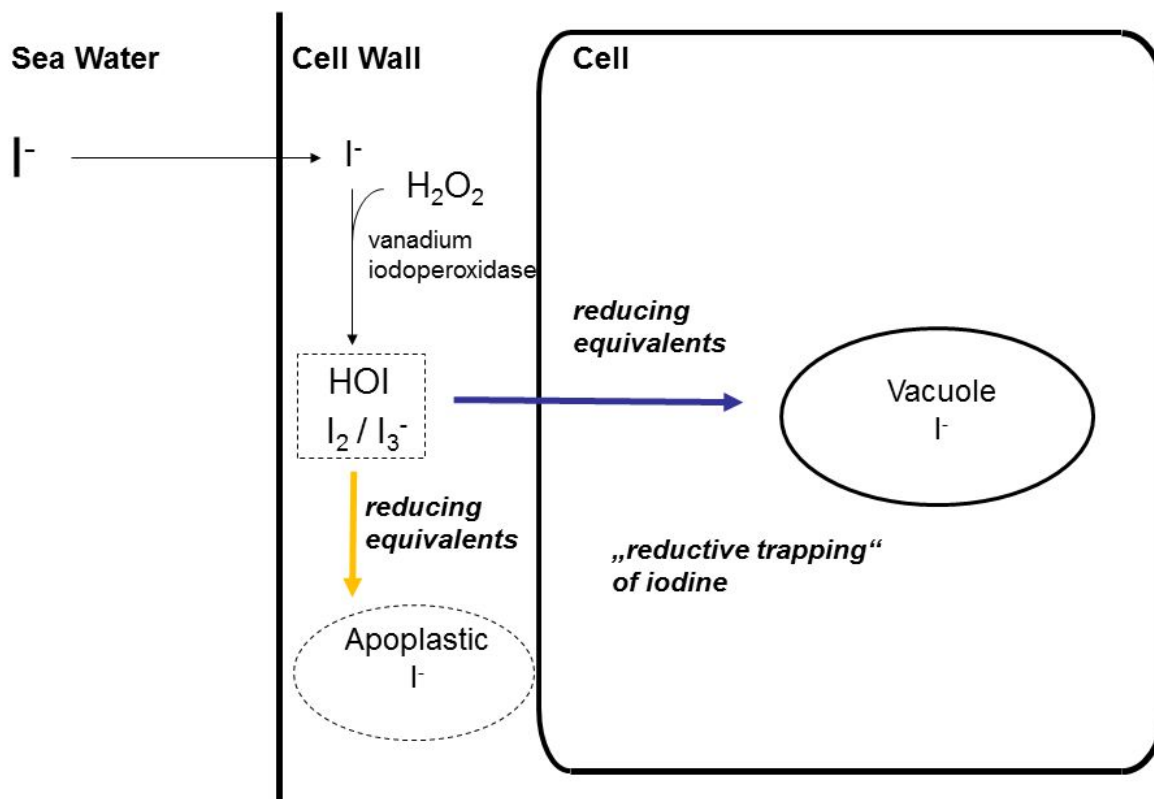 Sea Water
Cell Wall
Cell
I⁻
I⁻
H₂O₂
vanadium
iodoperoxidase
HOI
I₂ / I₃⁻
reducing
equivalents
Vacuole
I⁻
reducing
equivalents
„reductive trapping“
of iodine
Apoplastic
I⁻